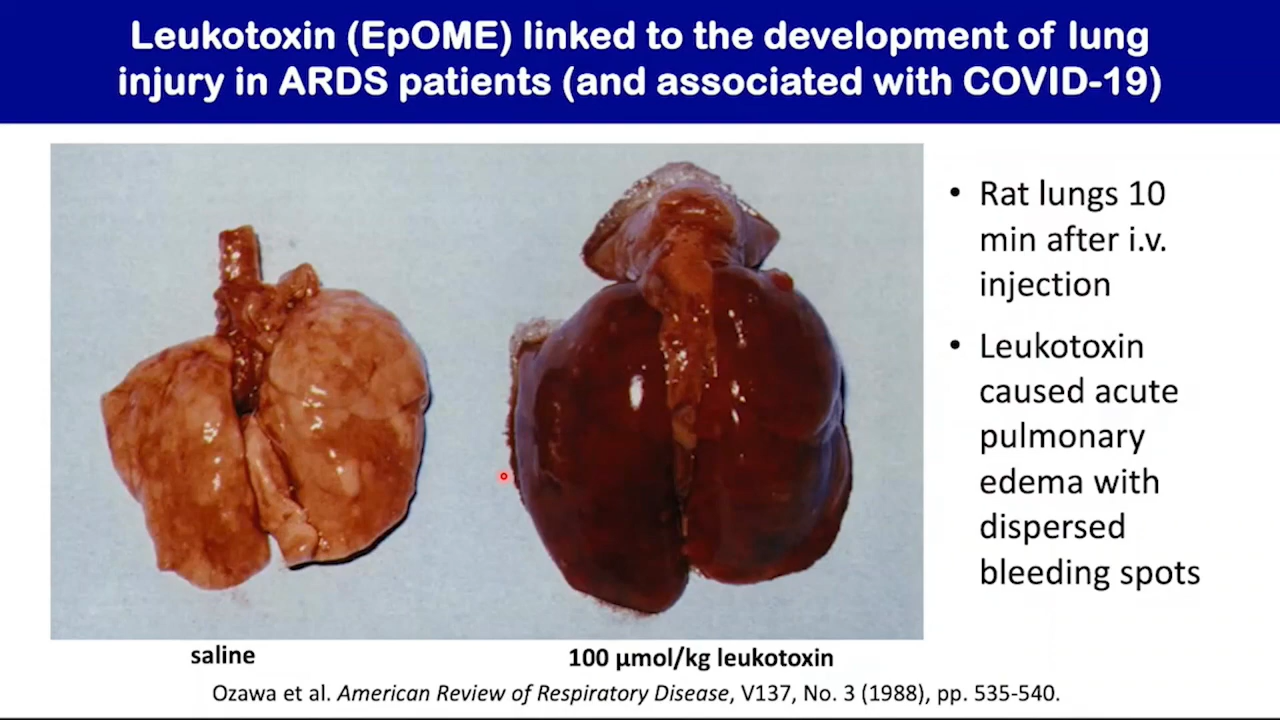 Leukotoxin (EpOME) linked to the development of lung
injury in ARDS patients (and associated with COVID-19)
• Rat lungs 10
min after i.v.
injection
• Leukotoxin
caused acute
pulmonary
edema with
dispersed
bleeding spots
saline
100 µmol/kg leukotoxin
Ozawa et al. American Review of Respiratory Disease, V137, No. 3 (1988), pp. 535-540.